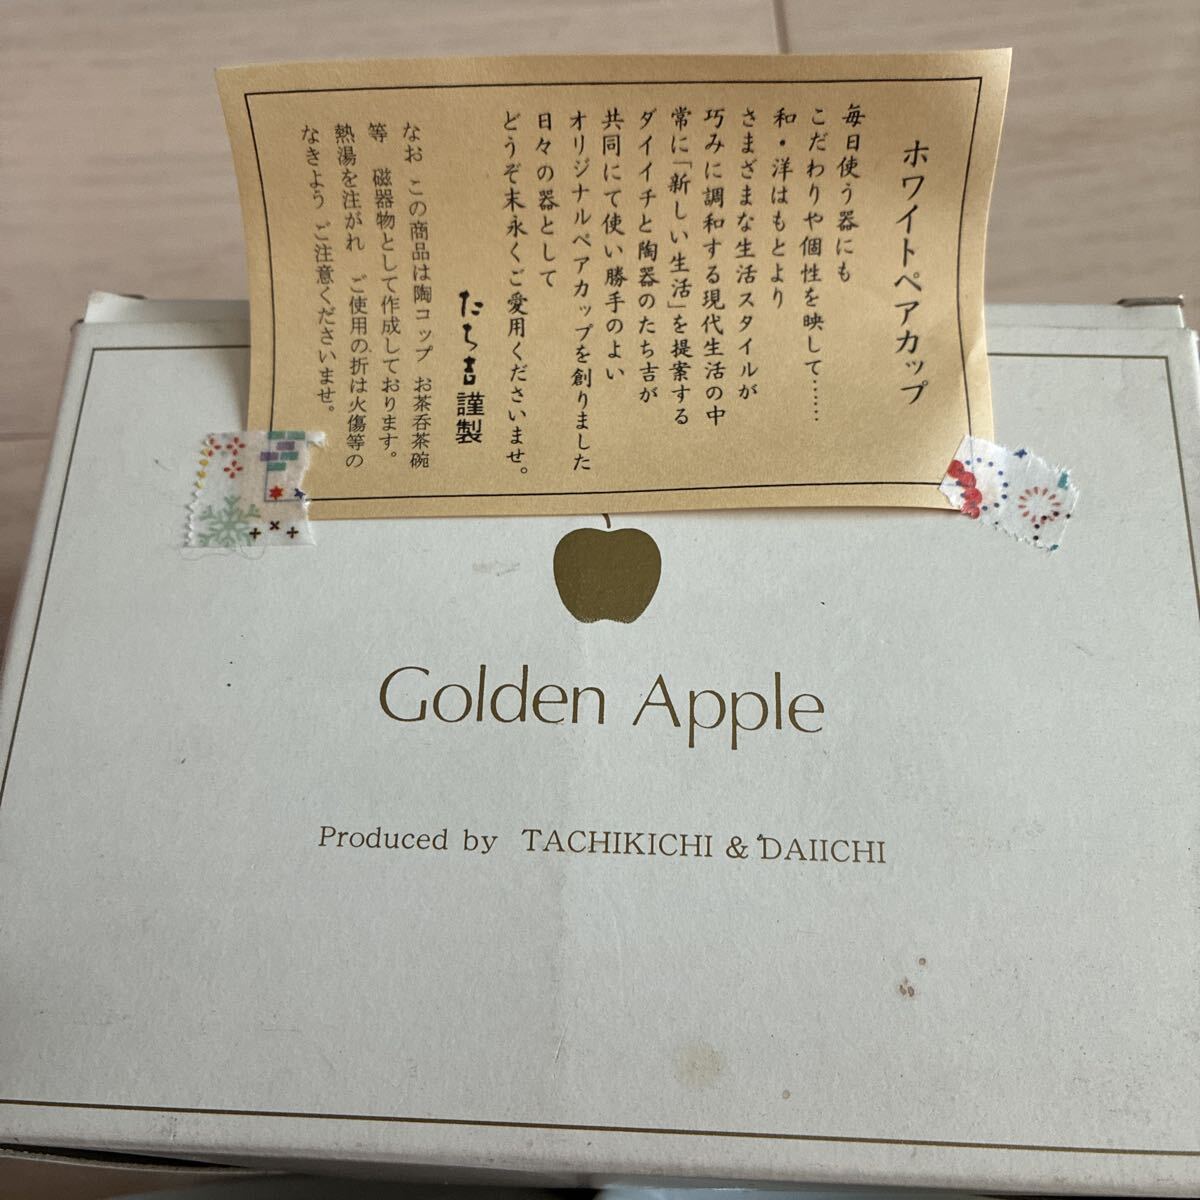 ホワイトペアカップ
毎日使う器にも
こだわりや個性を映して……
和・洋はもとより
さまざまな生活スタイルが
巧みに調和する現代生活の中
常に「新しい生活」を提案する
ダイイチと陶器のたち吉が
共同にて使い勝手のよい
オリジナルペアカップを創りました
日々の器として
どうぞ末永くご愛用くださいませ。
たち吉謹製
なお この商品は陶コップ お茶呑茶碗
等 磁器物として作成しております。
熱湯を注がれ ご使用の折は火傷等の
なきよう ご注意くださいませ。
Golden Apple
Produced by TACHIKICHI & DAIICHI